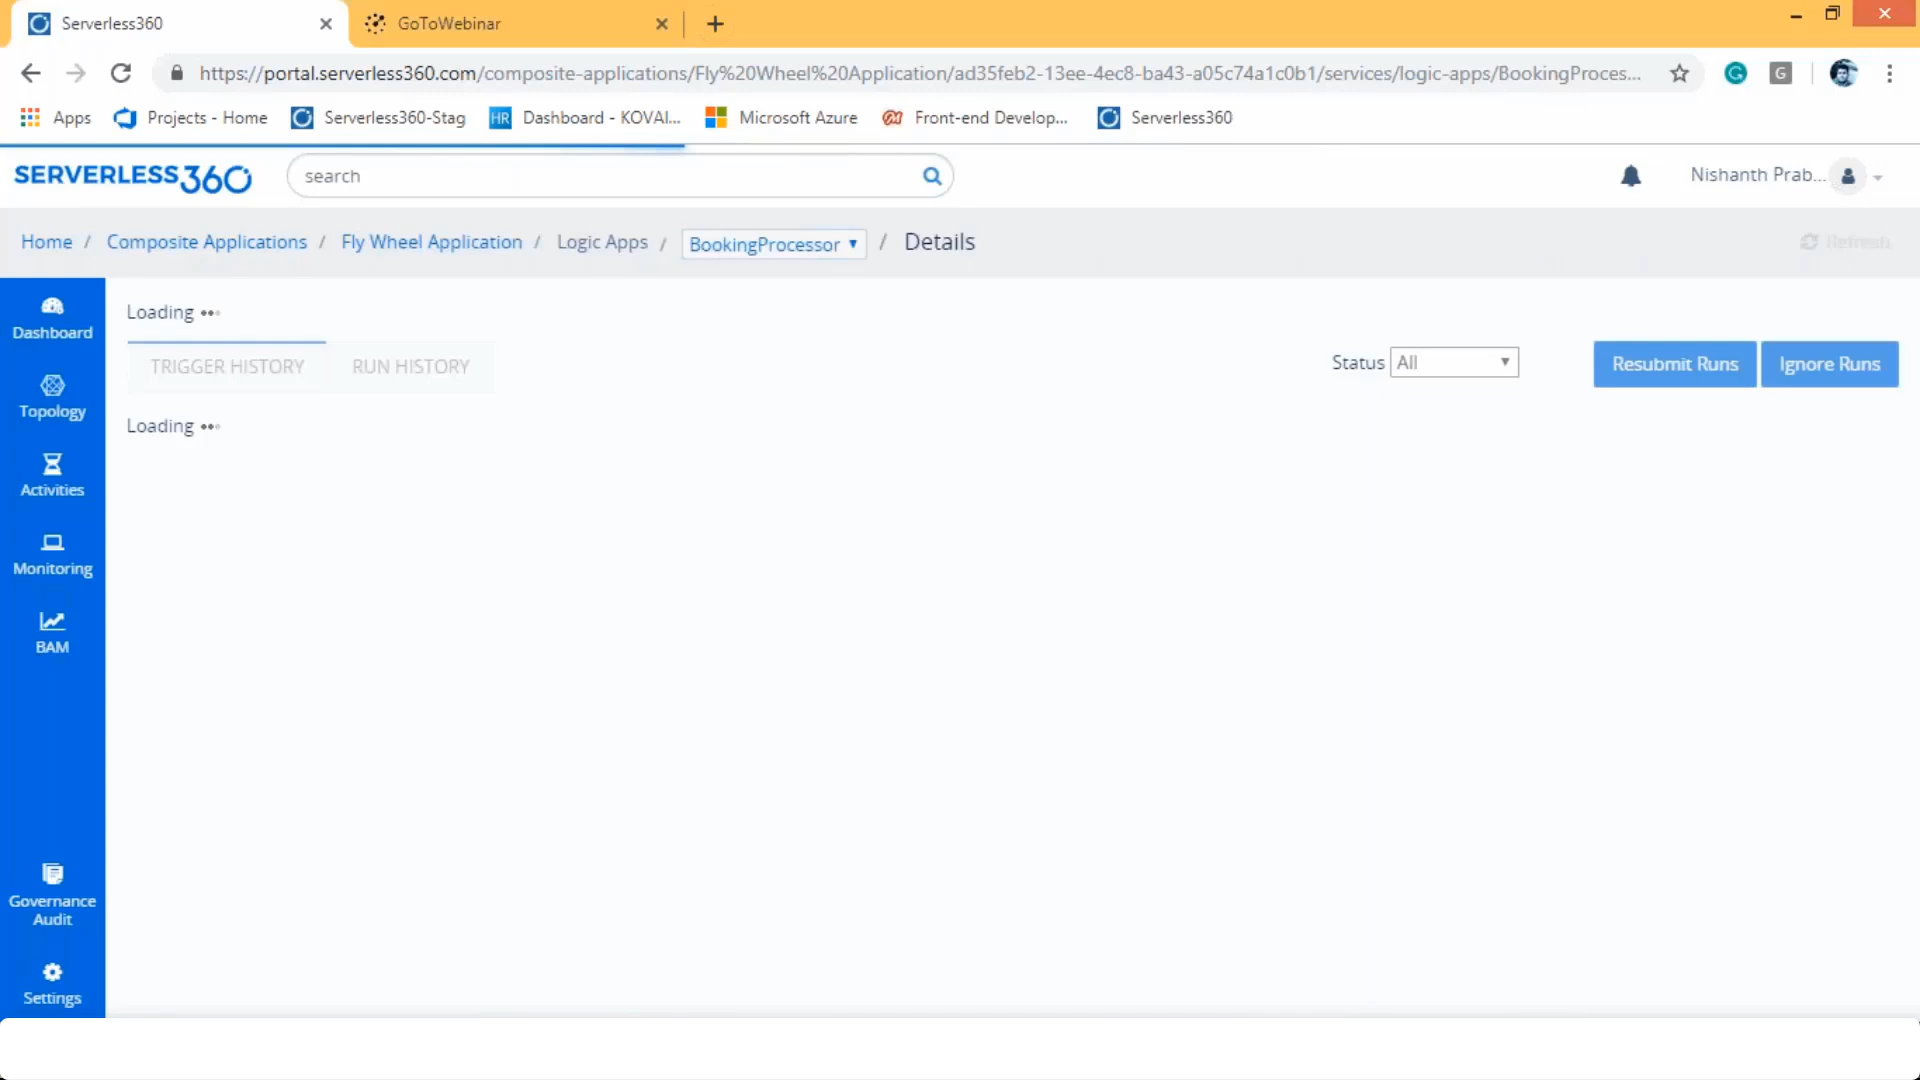 Serverless360
GoToWebinar
https://portal.serverless360.com/composite-applications/Fly%20Wheel%20Application/ad35feb2-13ee-4ec8-ba43-a05c74a1c0b1/services/logic-apps/BookingProces...
G
G
Apps
Projects - Home
Serverless360-Stag
HR
Dashboard - KOVAI...
Microsoft Azure
Front-end Develop...
Serverless360
SERVERLESS360
search
Nishanth Prab...
Home / Composite Applications / Fly Wheel Application / Logic Apps / BookingProcessor / Details
Refresh
Dashboard
Topology
Activities
Monitoring
BAM
Governance
Audit
Settings
Loading
TRIGGER HISTORY
RUN HISTORY
Status
All
Resubmit Runs
Ignore Runs
Loading